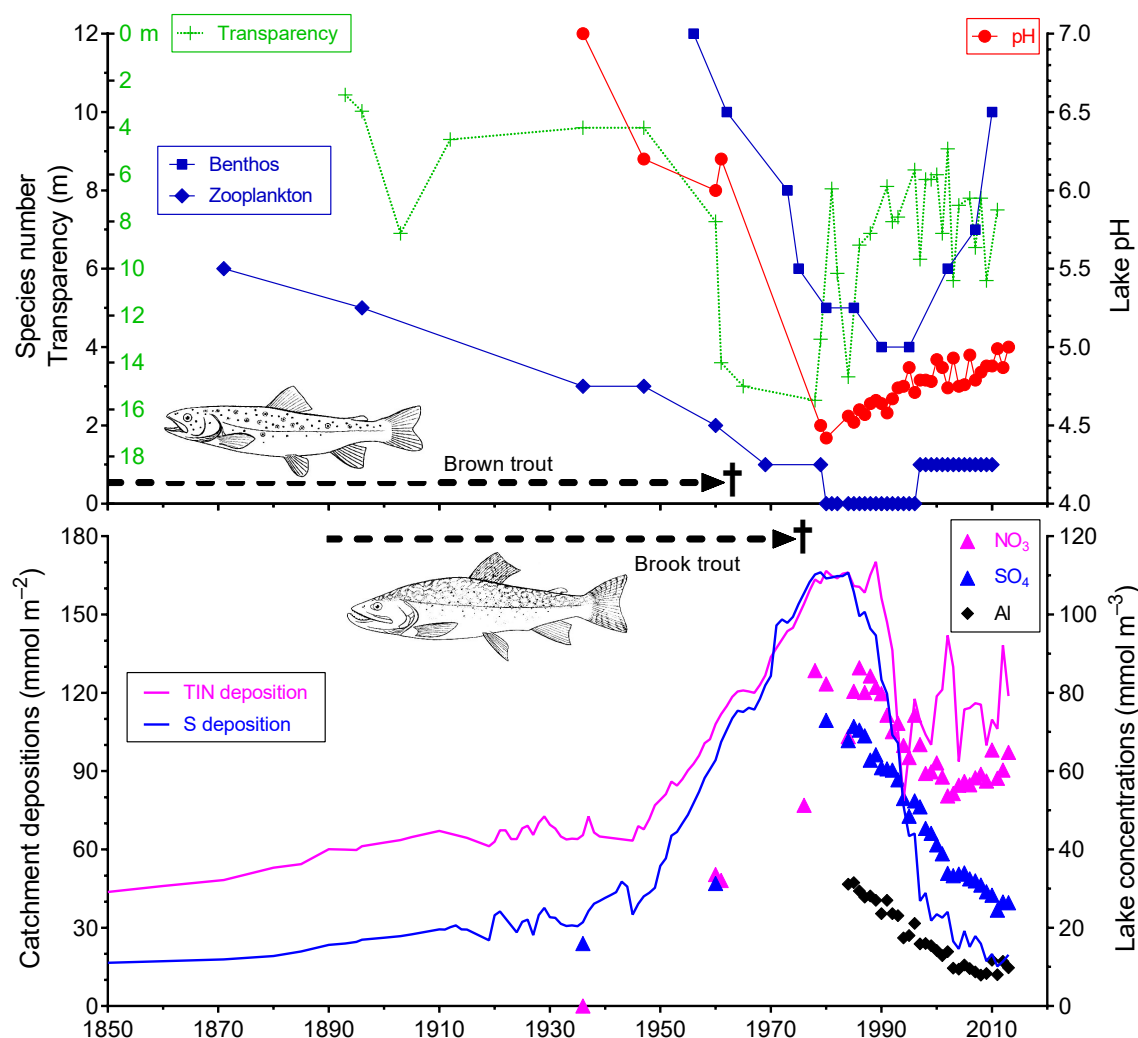 12
10
8
6
4
2
0
Species number
Transparency (m)
0 m
2
4
6
8
10
12
14
16
18
Transparency
Benthos
Zooplankton
pH
7.0
6.5
6.0
5.5
5.0
4.5
4.0
Lake pH
Brown trout
180
150
120
90
60
30
0
Catchment depositions (mmol m⁻²)
Brook trout
TIN deposition
S deposition
NO₃
SO₄
Al
120
100
80
60
40
20
0
Lake concentrations (mmol m⁻³)
1850 1870 1890 1910 1930 1950 1970 1990 2010